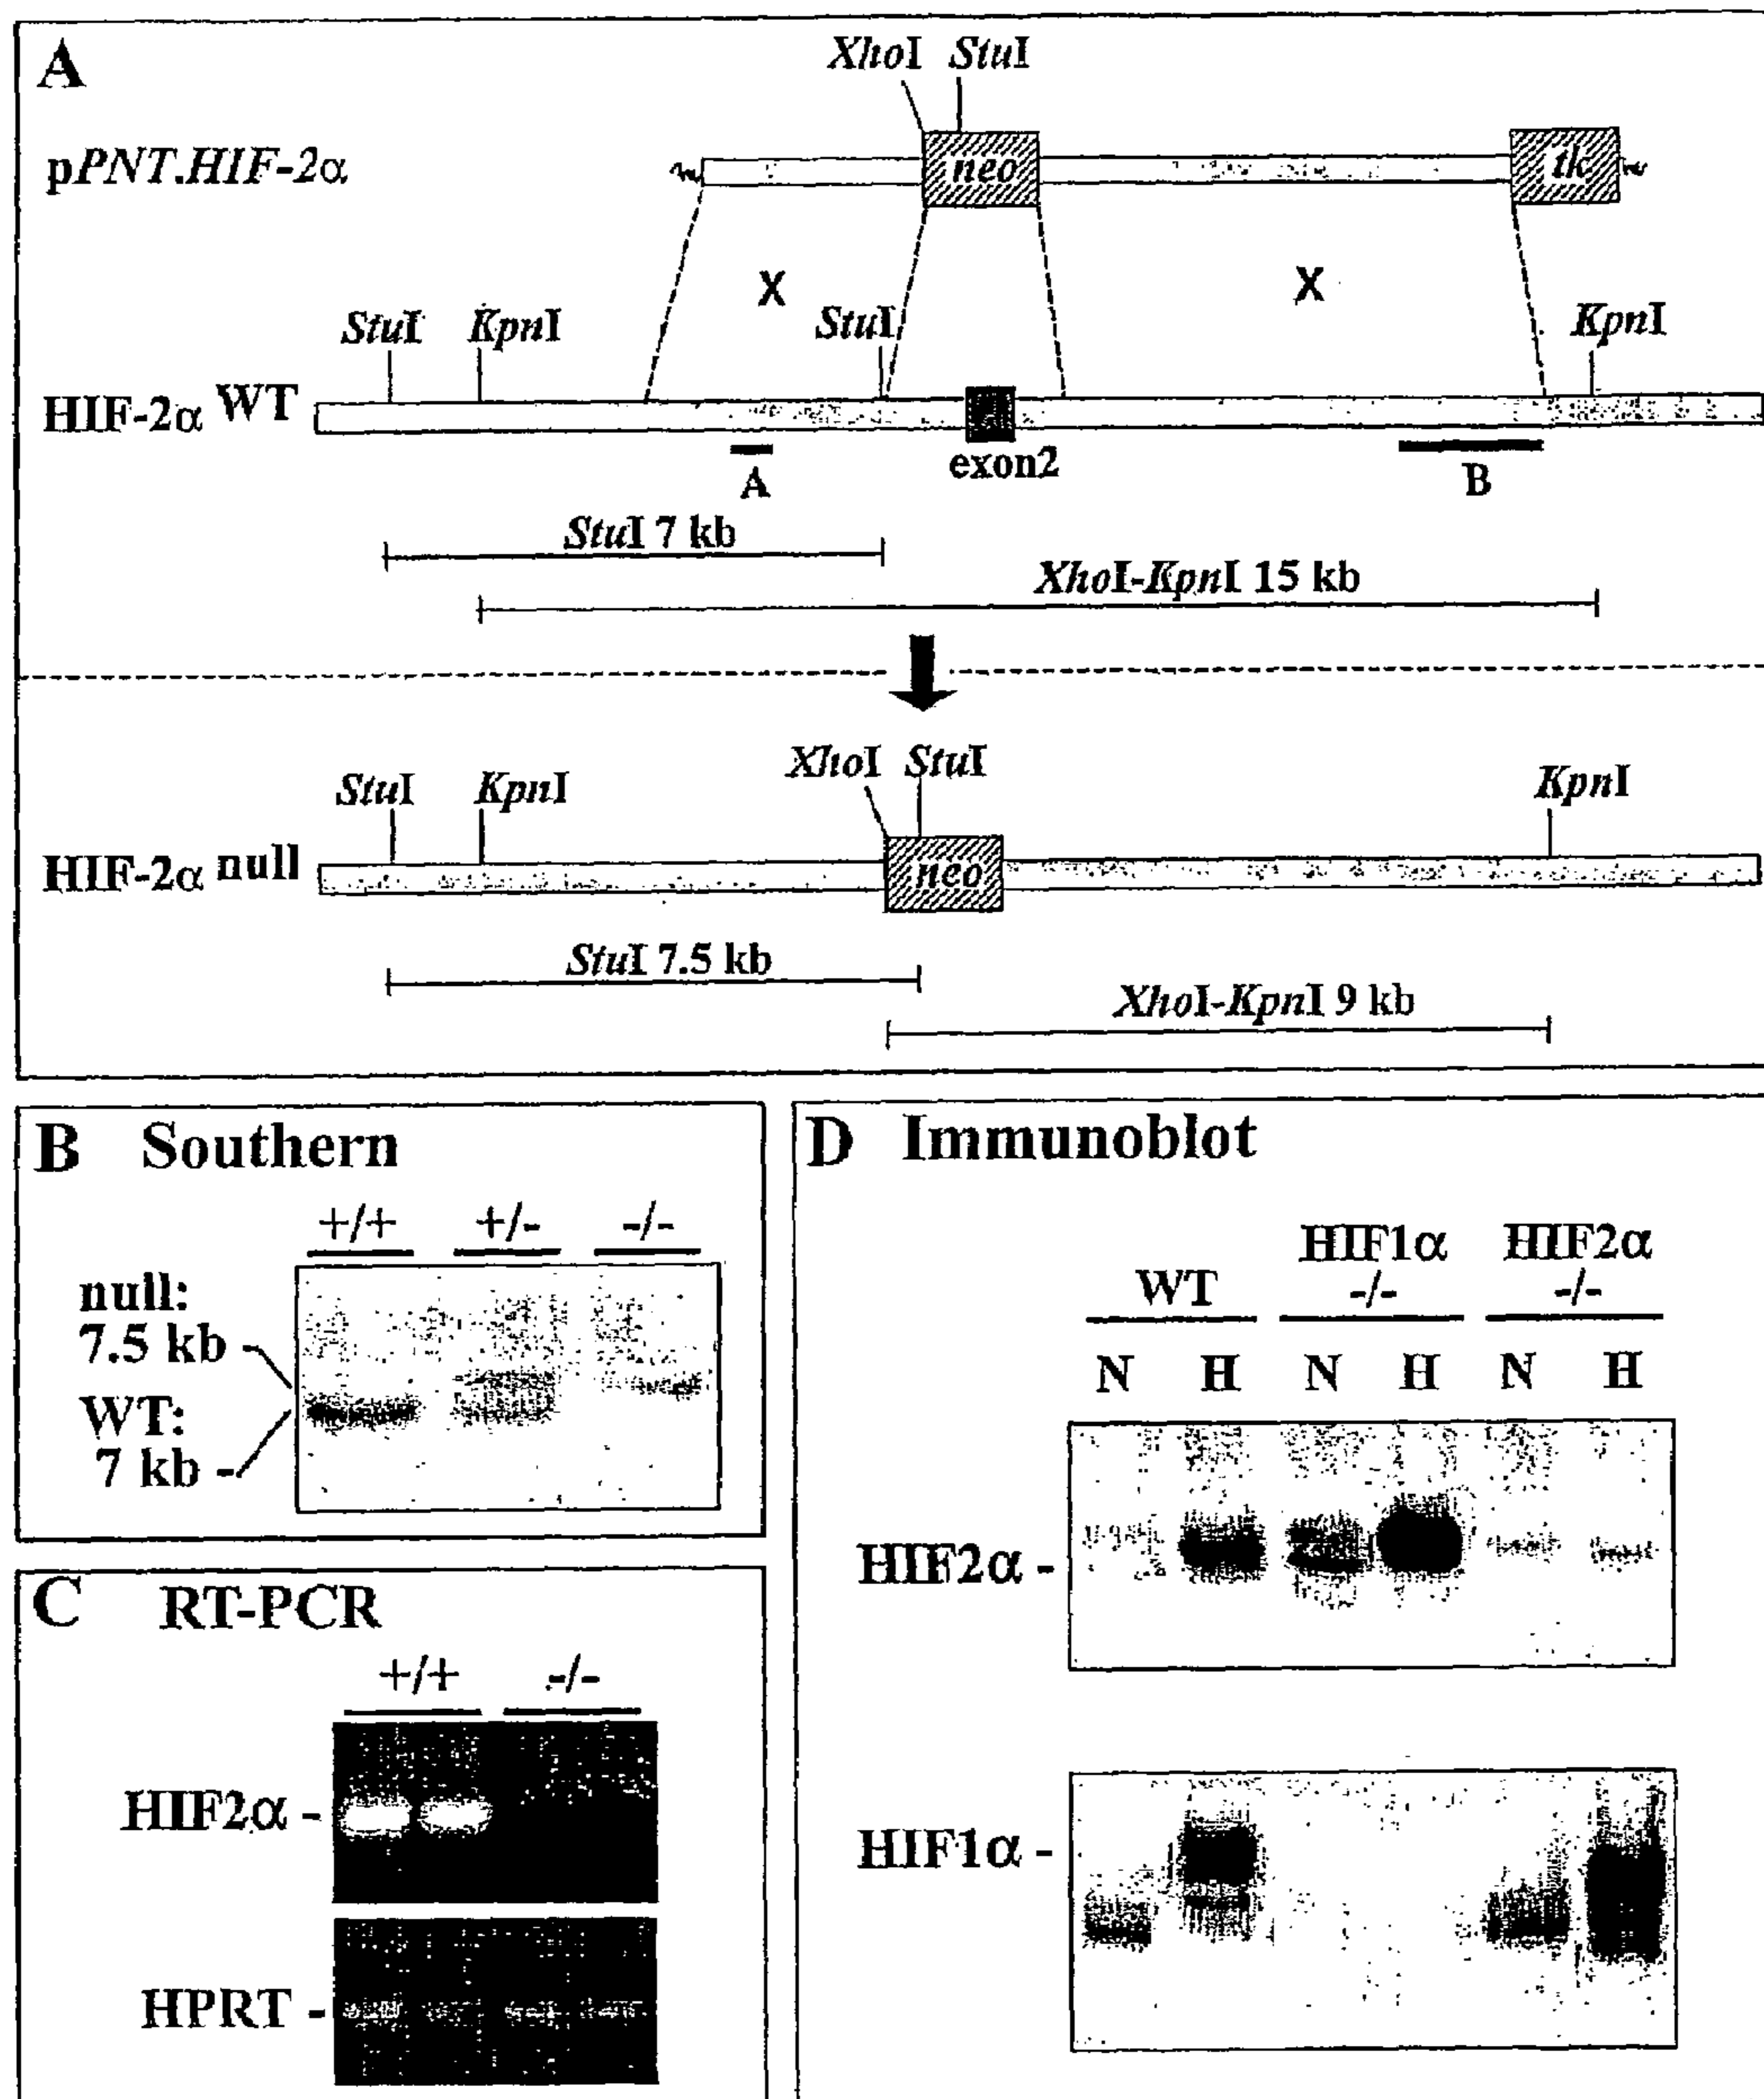 A
XhoI StuI
pPNT.HIF-2α
neo
tk
X
X
StuI
KpnI
StuI
KpnI
HIF-2α WT
A
exon2
B
StuI 7 kb
XhoI-KpnI 15 kb
XhoI StuI
StuI
KpnI
KpnI
HIF-2α null
neo
StuI 7.5 kb
XhoI-KpnI 9 kb
B Southern
+/+ +/- -/-
null:
7.5 kb -
WT:
7 kb -
C RT-PCR
+/+ -/-
HIF2α -
HPRT -
D Immunoblot
WT HIF1α -/- HIF2α -/-
N H N H N H
HIF2α -
HIF1α -